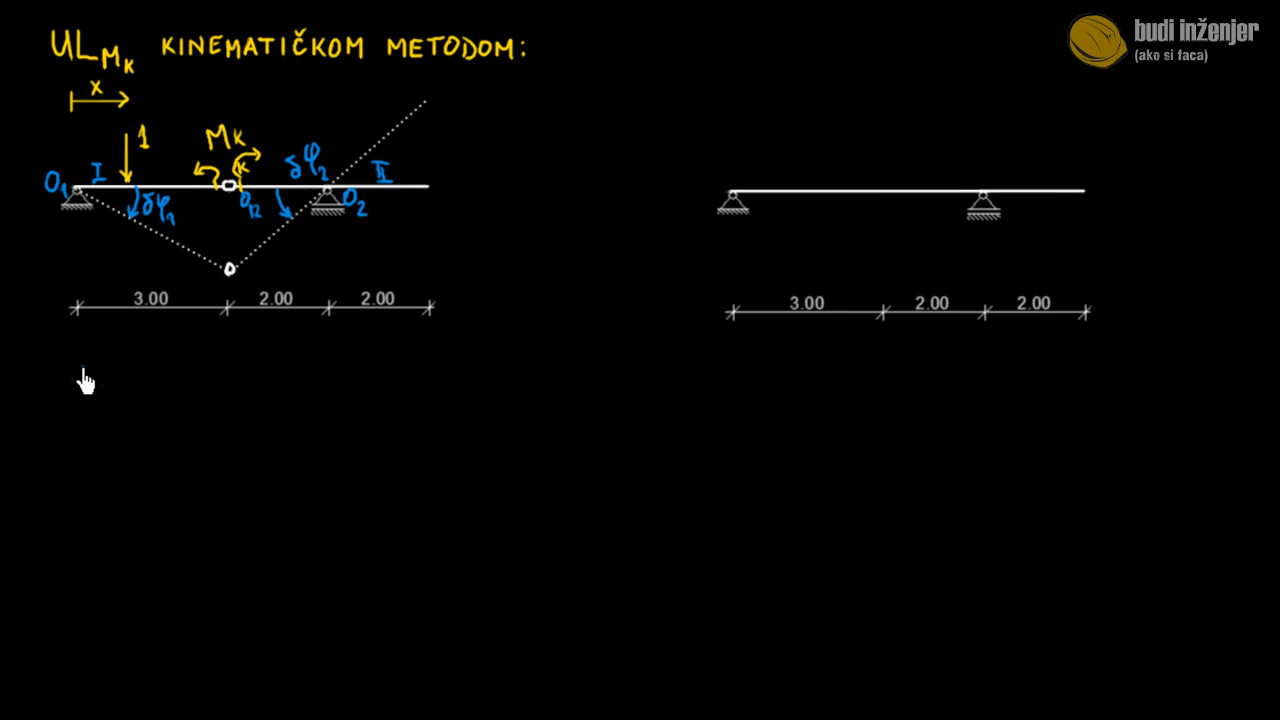 UL_MK KINEMATIČKOM METODOM:
budi inženjer
(ako si faca)
x
1
MK
K
O₁
I
δφ₁
O₁₂
δφ₂
O₂
II
3.00 2.00 2.00
3.00 2.00 2.00